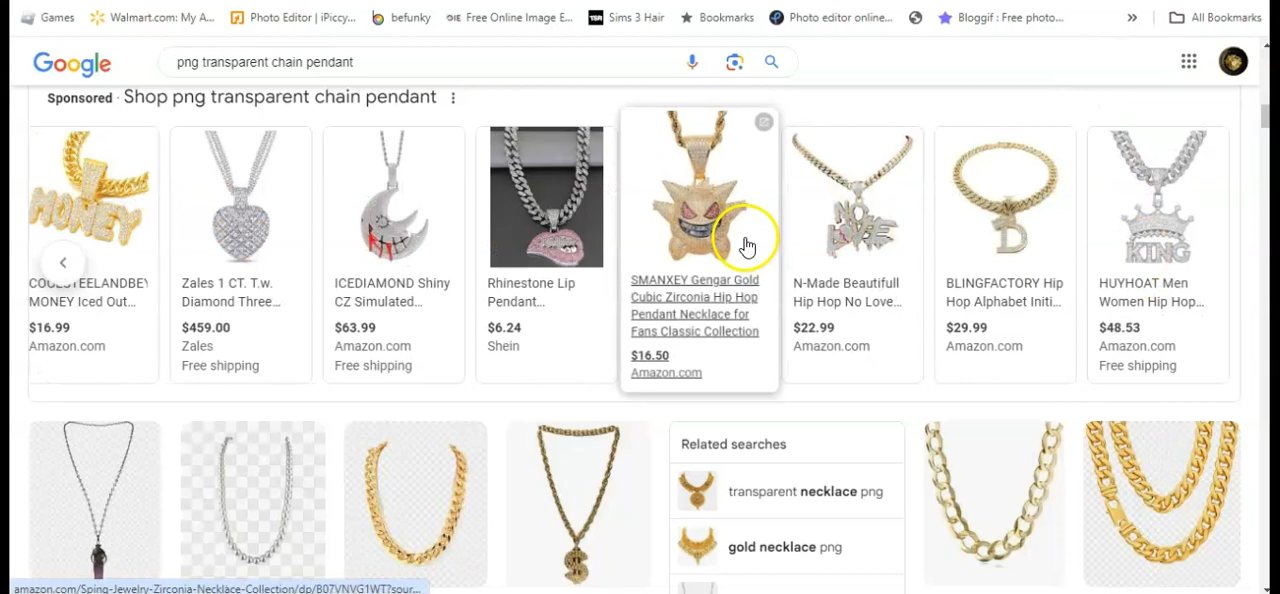 Games
Walmart.com: My A...
Photo Editor | iPiccy...
befunky
Free Online Image E...
TSR Sims 3 Hair
Bookmarks
Photo editor online...
Bloggif : Free photo...
»
All Bookmarks
Google
png transparent chain pendant
Sponsored · Shop png transparent chain pendant
MONEY
NO LOVE
D
KING
COOLSTEELANDBEY
MONEY Iced Out...
$16.99
Amazon.com
Zales 1 CT. T.w.
Diamond Three...
$459.00
Zales
Free shipping
ICEDIAMOND Shiny
CZ Simulated...
$63.99
Amazon.com
Free shipping
Rhinestone Lip
Pendant...
$6.24
Shein
SMANXEY Gengar Gold
Cubic Zirconia Hip Hop
Pendant Necklace for
Fans Classic Collection
$16.50
Amazon.com
N-Made Beautifull
Hip Hop No Love...
$22.99
Amazon.com
BLINGFACTORY Hip
Hop Alphabet Initi...
$29.99
Amazon.com
HUYHOAT Men
Women Hip Hop...
$48.53
Amazon.com
Free shipping
Related searches
transparent necklace png
gold necklace png
amazon.com/Sping-Jewelry-Zirconia-Necklace-Collection/dp/B07VNVG1WT?sour...